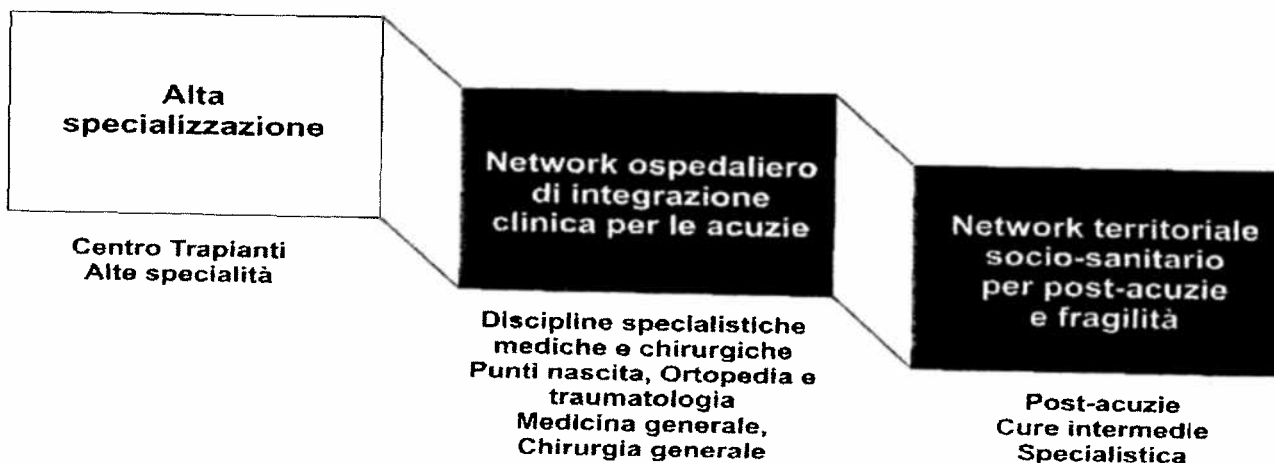 Alta
specializzazione
Centro Trapianti
Alte specialità
Network ospedaliero
di integrazione
clinica per le acuzie
Discipline specialistiche
mediche e chirurgiche
Punti nascita, Ortopedia e
traumatologia
Medicina generale,
Chirurgia generale
Network territoriale
socio-sanitario
per post-acuzie
e fragilità
Post-acuzie
Cure intermedie
Specialistica